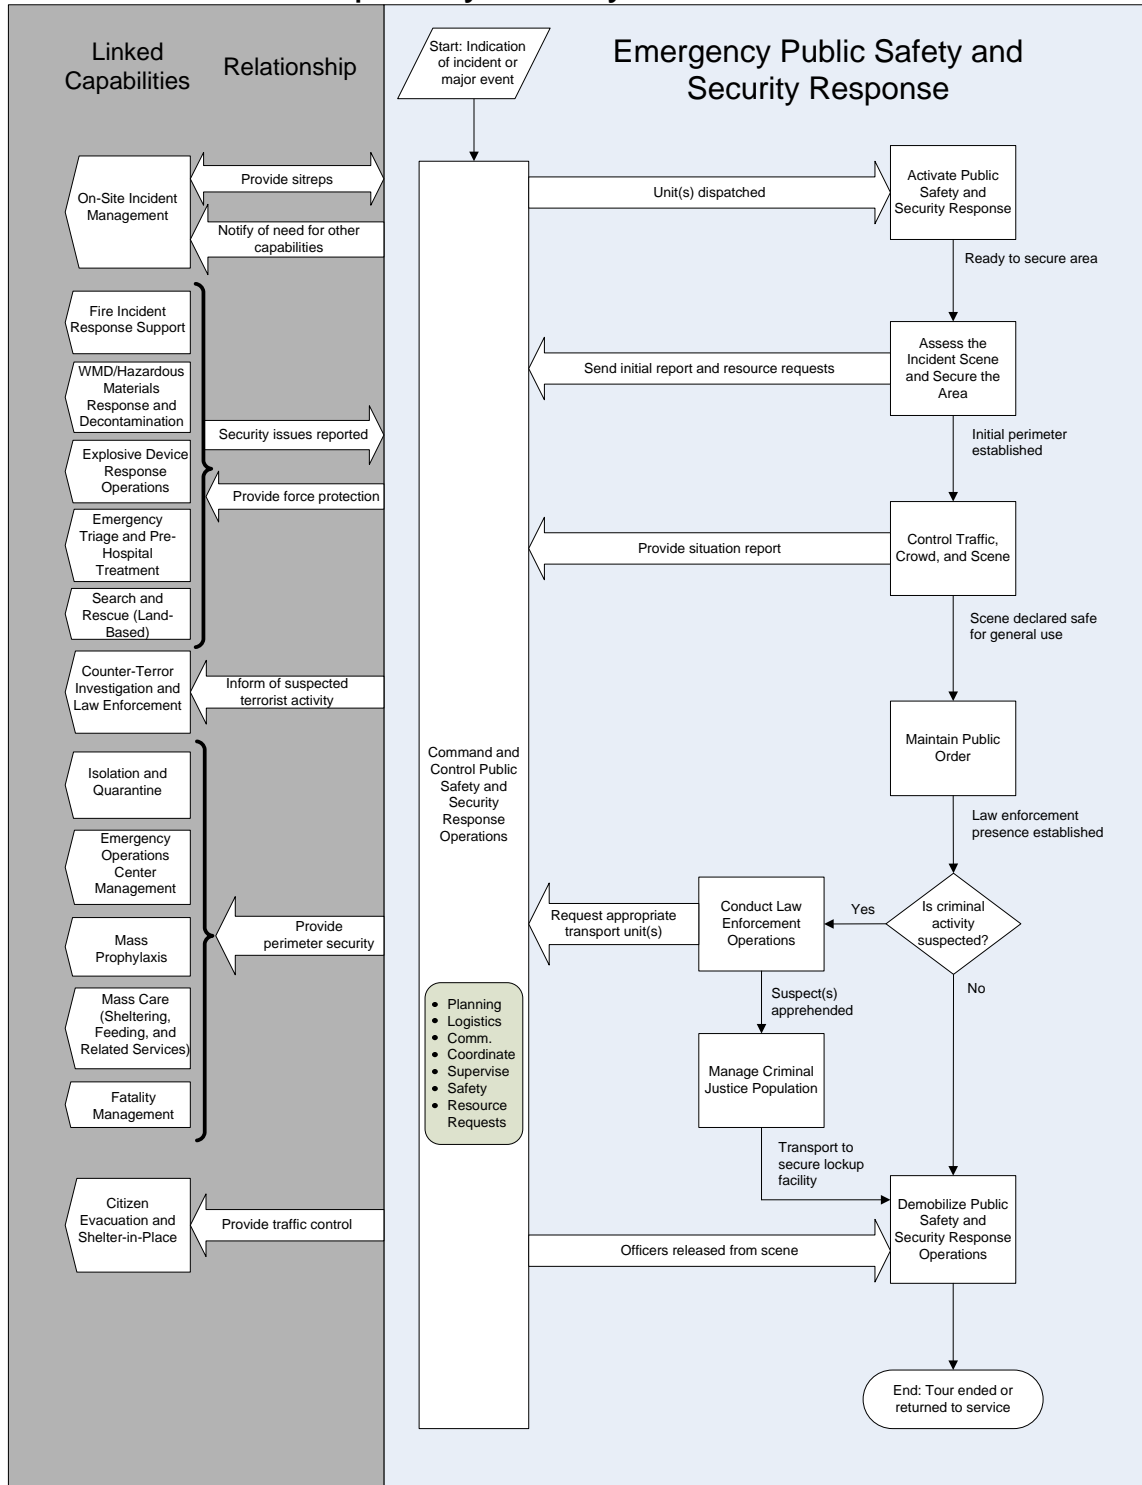 Linked
Capabilities
Relationship
Start: Indication
of incident or
major event
Emergency Public Safety and
Security Response
On-Site Incident
Management
Provide sitreps
Notify of need for other
capabilities
Unit(s) dispatched
Activate Public
Safety and
Security Response
Ready to secure area
Fire Incident
Response Support
WMD/Hazardous
Materials
Response and
Decontamination
Explosive Device
Response
Operations
Emergency
Triage and Pre-
Hospital
Treatment
Search and
Rescue (Land-
Based)
Security issues reported
Provide force protection
Send initial report and resource requests
Assess the
Incident Scene
and Secure the
Area
Initial perimeter
established
Provide situation report
Control Traffic,
Crowd, and Scene
Scene declared safe
for general use
Counter-Terror
Investigation and
Law Enforcement
Inform of suspected
terrorist activity
Maintain Public
Order
Law enforcement
presence established
Command and
Control Public
Safety and
Security
Response
Operations
Isolation and
Quarantine
Emergency
Operations
Center
Management
Mass
Prophylaxis
Mass Care
(Sheltering,
Feeding, and
Related Services)
Fatality
Management
Provide
perimeter security
Request appropriate
transport unit(s)
Conduct Law
Enforcement
Operations
Yes
Is criminal
activity
suspected?
No
Suspect(s)
apprehended
• Planning
• Logistics
• Comm.
• Coordinate
• Supervise
• Safety
• Resource
Requests
Manage Criminal
Justice Population
Transport to
secure lockup
facility
Citizen
Evacuation and
Shelter-in-Place
Provide traffic control
Officers released from scene
Demobilize Public
Safety and
Security Response
Operations
End: Tour ended or
returned to service